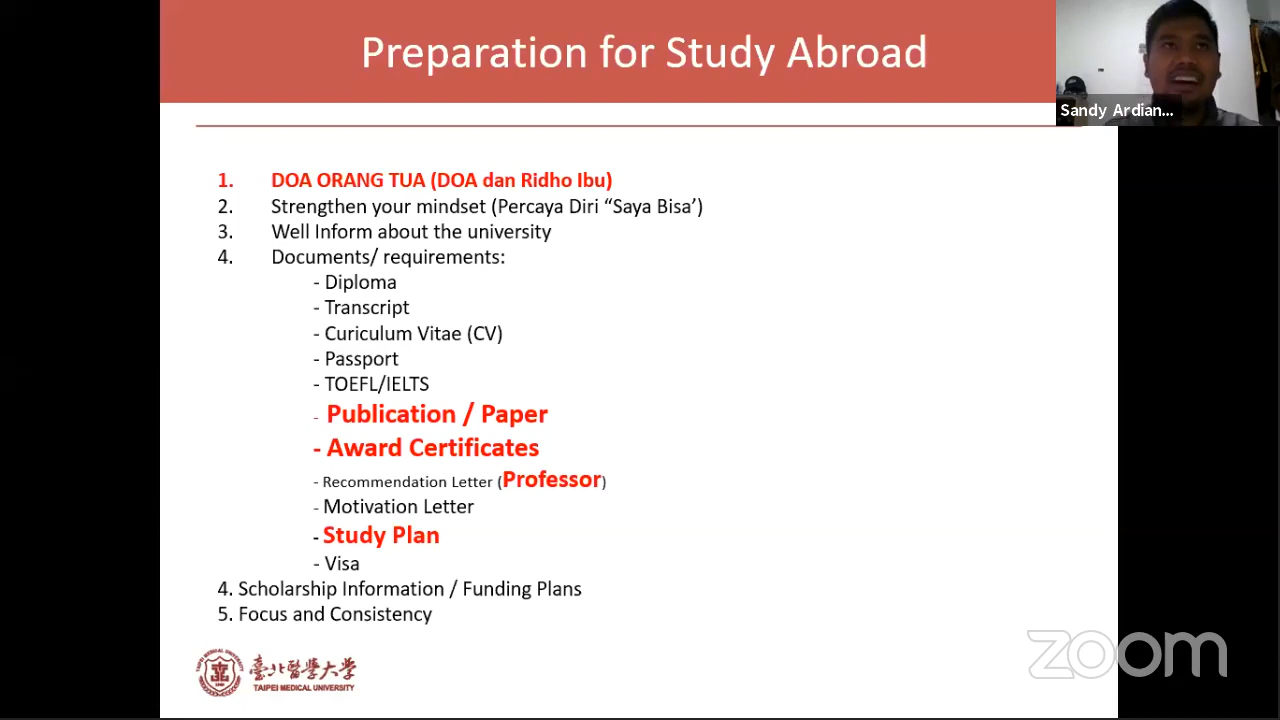 Preparation for Study Abroad
Sandy Ardian...
1. DOA ORANG TUA (DOA dan Ridho Ibu)
2. Strengthen your mindset (Percaya Diri “Saya Bisa’)
3. Well Inform about the university
4. Documents/ requirements:
- Diploma
- Transcript
- Curiculum Vitae (CV)
- Passport
- TOEFL/IELTS
- Publication / Paper
- Award Certificates
- Recommendation Letter (Professor)
- Motivation Letter
- Study Plan
- Visa
4. Scholarship Information / Funding Plans
5. Focus and Consistency
臺北醫學大學
TAIPEI MEDICAL UNIVERSITY
zoom